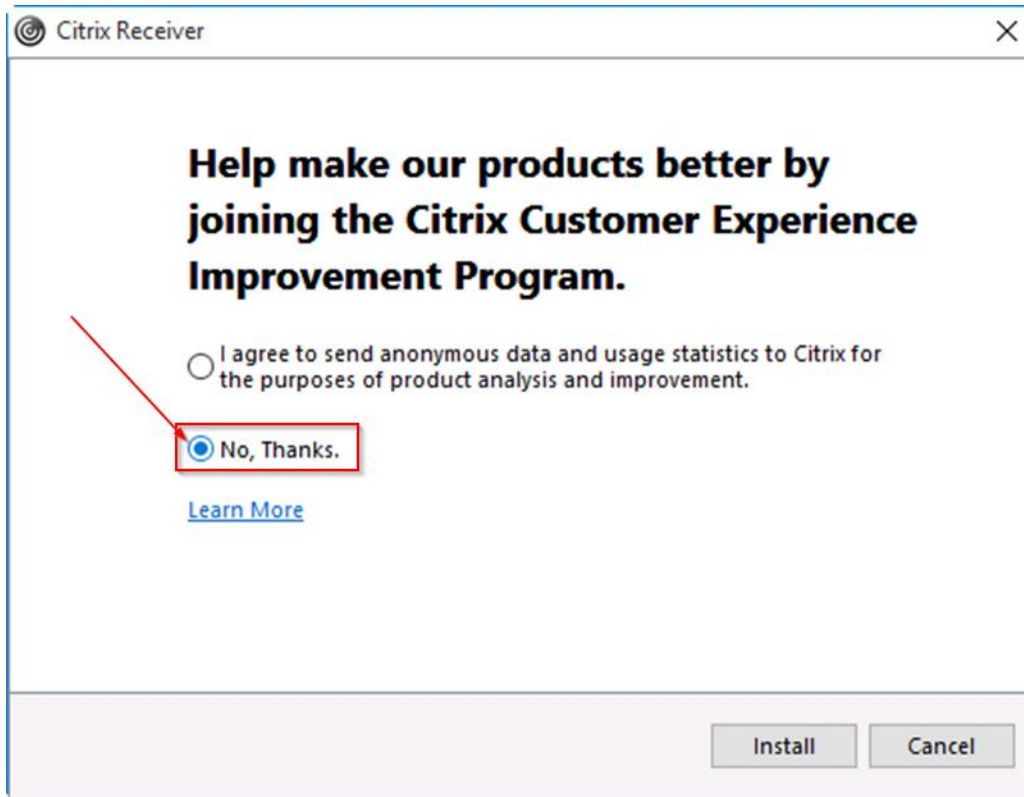 Citrix Receiver
Help make our products better by
joining the Citrix Customer Experience
Improvement Program.
I agree to send anonymous data and usage statistics to Citrix for
the purposes of product analysis and improvement.
No, Thanks.
Learn More
Install
Cancel